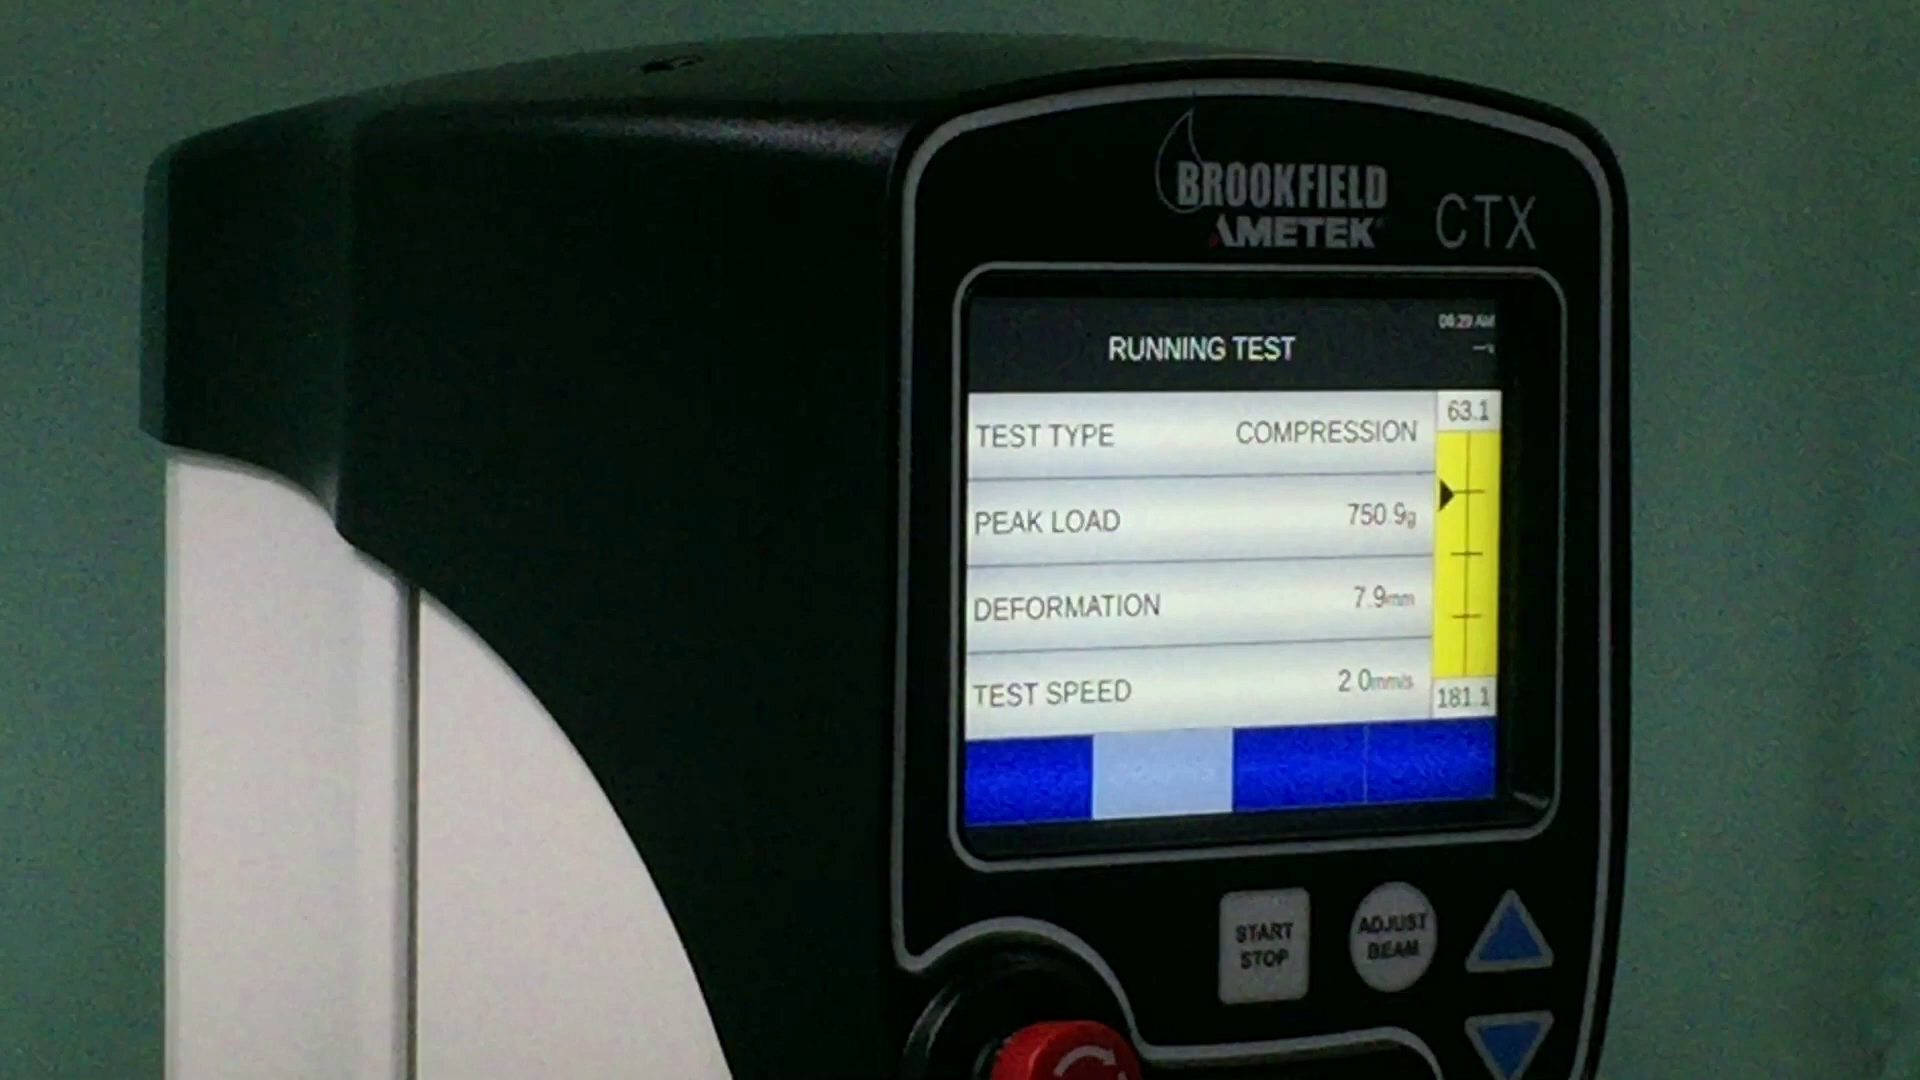 BROOKFIELD
AMETEK
CTX
RUNNING TEST
06:29 AM
TEST TYPE COMPRESSION
63.1
PEAK LOAD 750.9g
DEFORMATION 7.9mm
TEST SPEED 2.0mm/s
181.1
START
STOP
ADJUST
BEAM